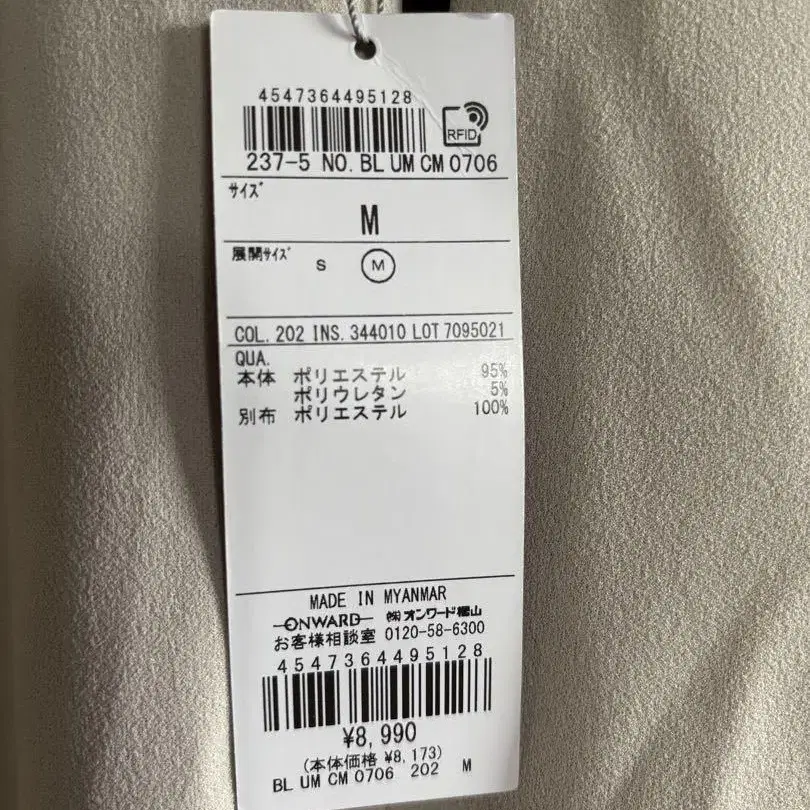 4547364495128
RFID
237-5 NO. BL UM CM 0706
サイズ
M
展開サイズ S M
COL. 202 INS. 344010 LOT 7095021
QUA.
本体 ポリエステル 95%
ポリウレタン 5%
別布 ポリエステル 100%
MADE IN MYANMAR
ONWARD ㈱オンワード樫山
お客様相談室 0120-58-6300
4547364495128
¥8,990
(本体価格 ¥8,173)
BL UM CM 0706 202 M